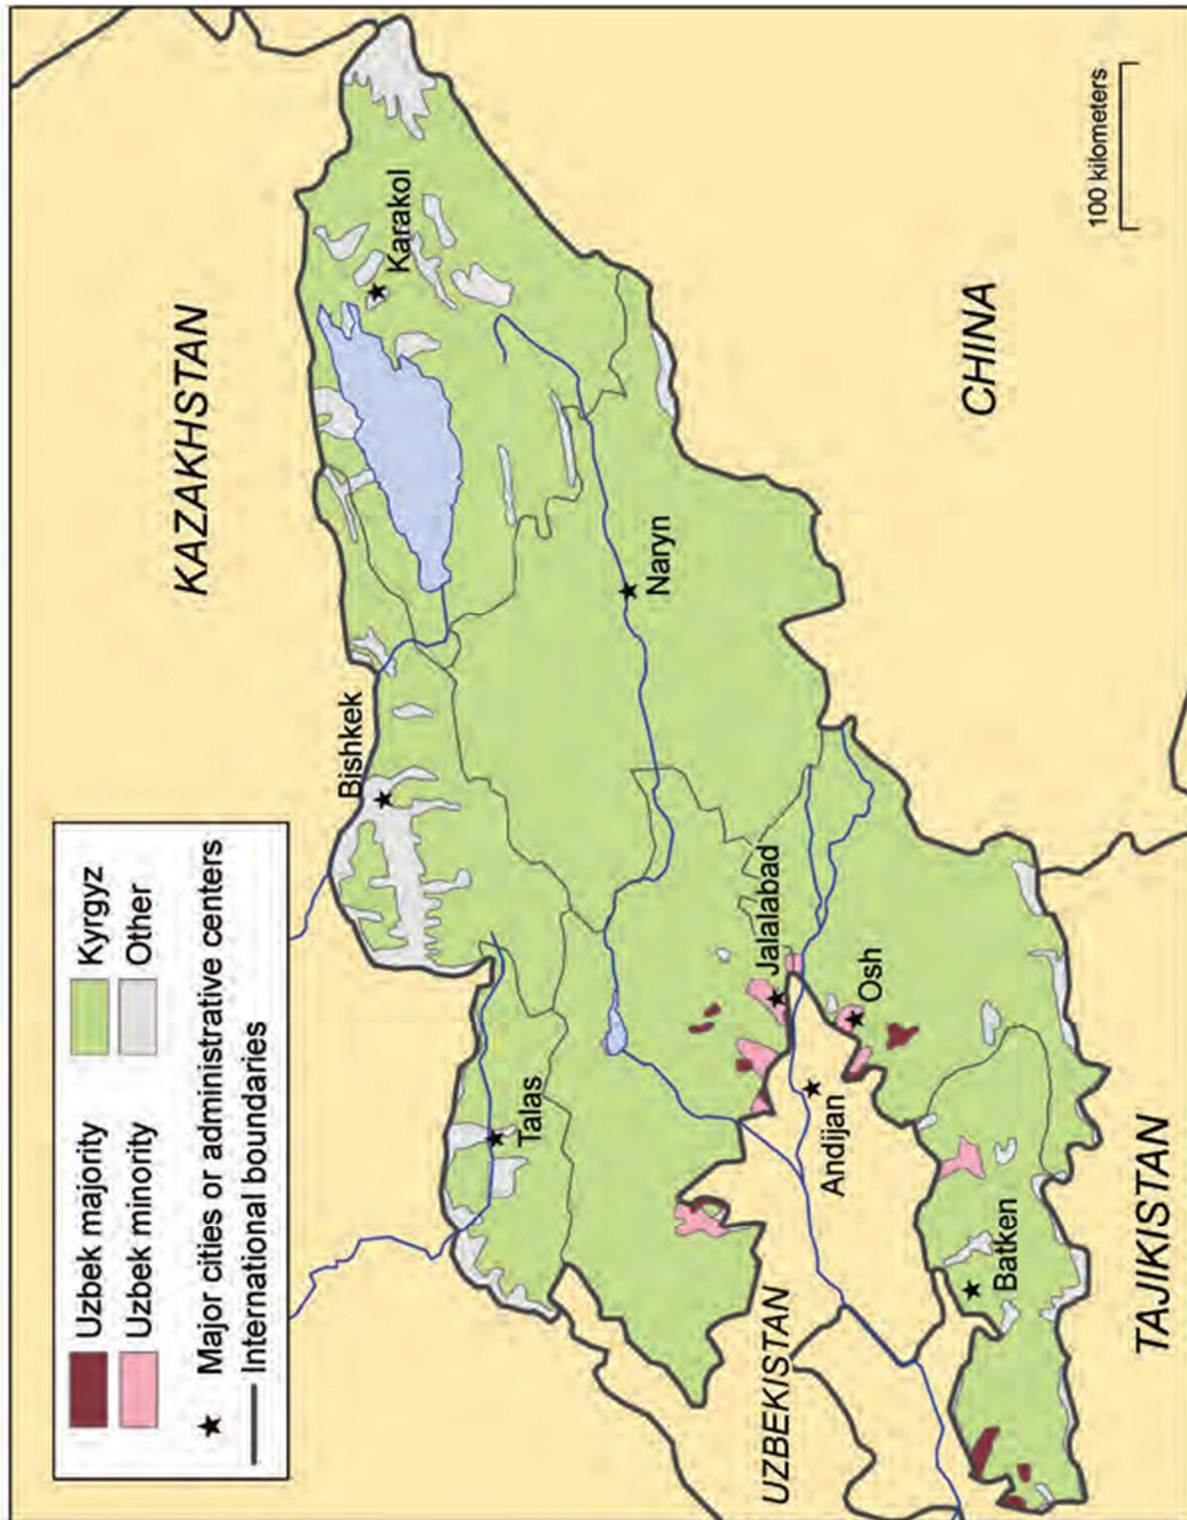 Uzbek majority
Kyrgyz
Uzbek minority
Other
Major cities or administrative centers
International boundaries
KAZAKHSTAN
Bishkek
Karakol
Talas
Naryn
Jalalabad
Osh
Andijan
Batken
UZBEKISTAN
CHINA
TAJIKISTAN
100 kilometers